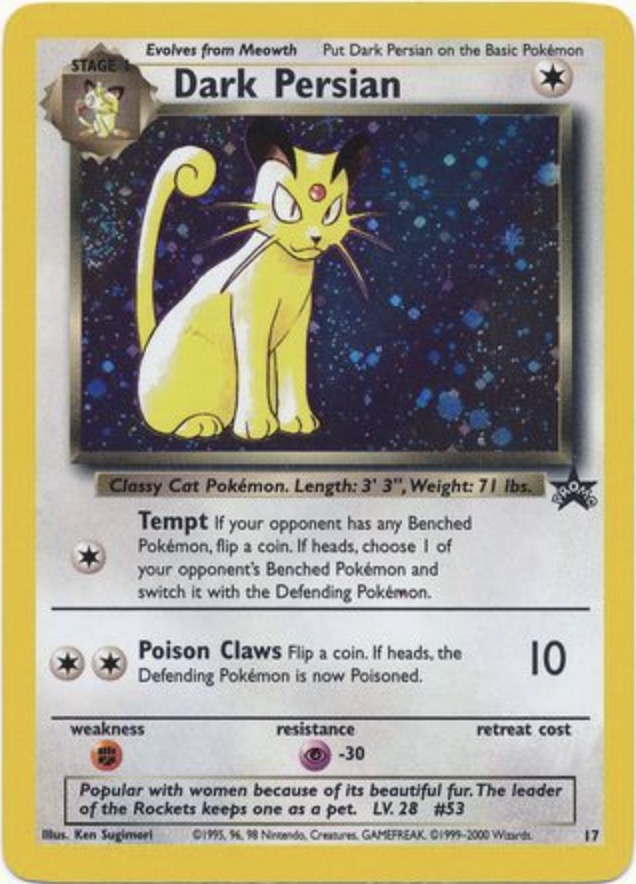 Evolves from Meowth Put Dark Persian on the Basic Pokémon
STAGE 1
Dark Persian
Classy Cat Pokémon. Length: 3' 3", Weight: 71 lbs.
PROMO
Tempt If your opponent has any Benched
Pokémon, flip a coin. If heads, choose 1 of
your opponent's Benched Pokémon and
switch it with the Defending Pokémon.
Poison Claws Flip a coin. If heads, the
Defending Pokémon is now Poisoned.
10
weakness resistance retreat cost
-30
Popular with women because of its beautiful fur. The leader
of the Rockets keeps one as a pet. LV. 28 #53
Illus. Ken Sugimori ©1995, 96, 98 Nintendo, Creatures, GAMEFREAK. ©1999-2000 Wizards. 17